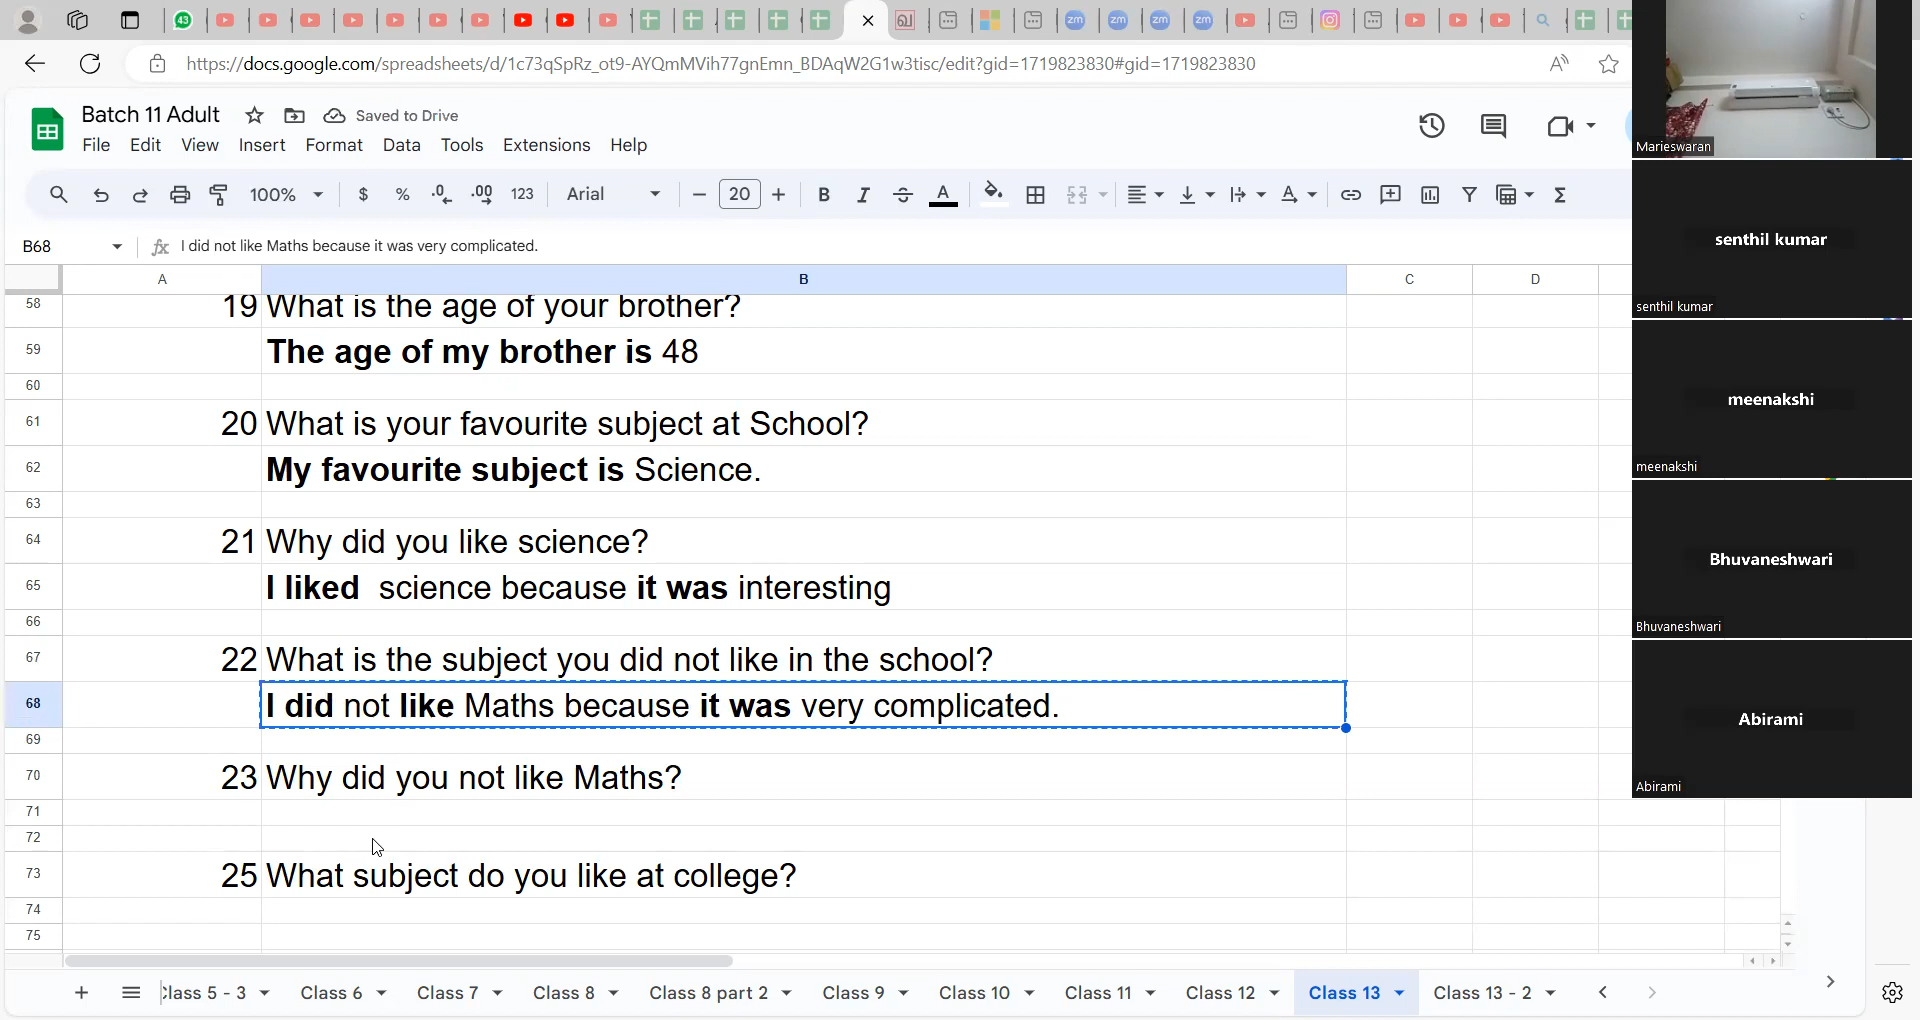 43
https://docs.google.com/spreadsheets/d/1c73qSpRz_ot9-AYQmMVih77gnEmn_BDAqW2G1w3tisc/edit?gid=1719823830#gid=1719823830
Batch 11 Adult
Saved to Drive
File Edit View Insert Format Data Tools Extensions Help
100% $ % .0 .00 123 Arial 20 B I A
B68 fx I did not like Maths because it was very complicated.
A B C D
58 19 What is the age of your brother?
59 The age of my brother is 48
60
61 20 What is your favourite subject at School?
62 My favourite subject is Science.
63
64 21 Why did you like science?
65 I liked science because it was interesting
66
67 22 What is the subject you did not like in the school?
68 I did not like Maths because it was very complicated.
69
70 23 Why did you not like Maths?
71
72
73 25 What subject do you like at college?
74
75
Class 5 - 3 Class 6 Class 7 Class 8 Class 8 part 2 Class 9 Class 10 Class 11 Class 12 Class 13 Class 13 - 2
Marieswaran
senthil kumar
senthil kumar
meenakshi
meenakshi
Bhuvaneshwari
Bhuvaneshwari
Abirami
Abirami